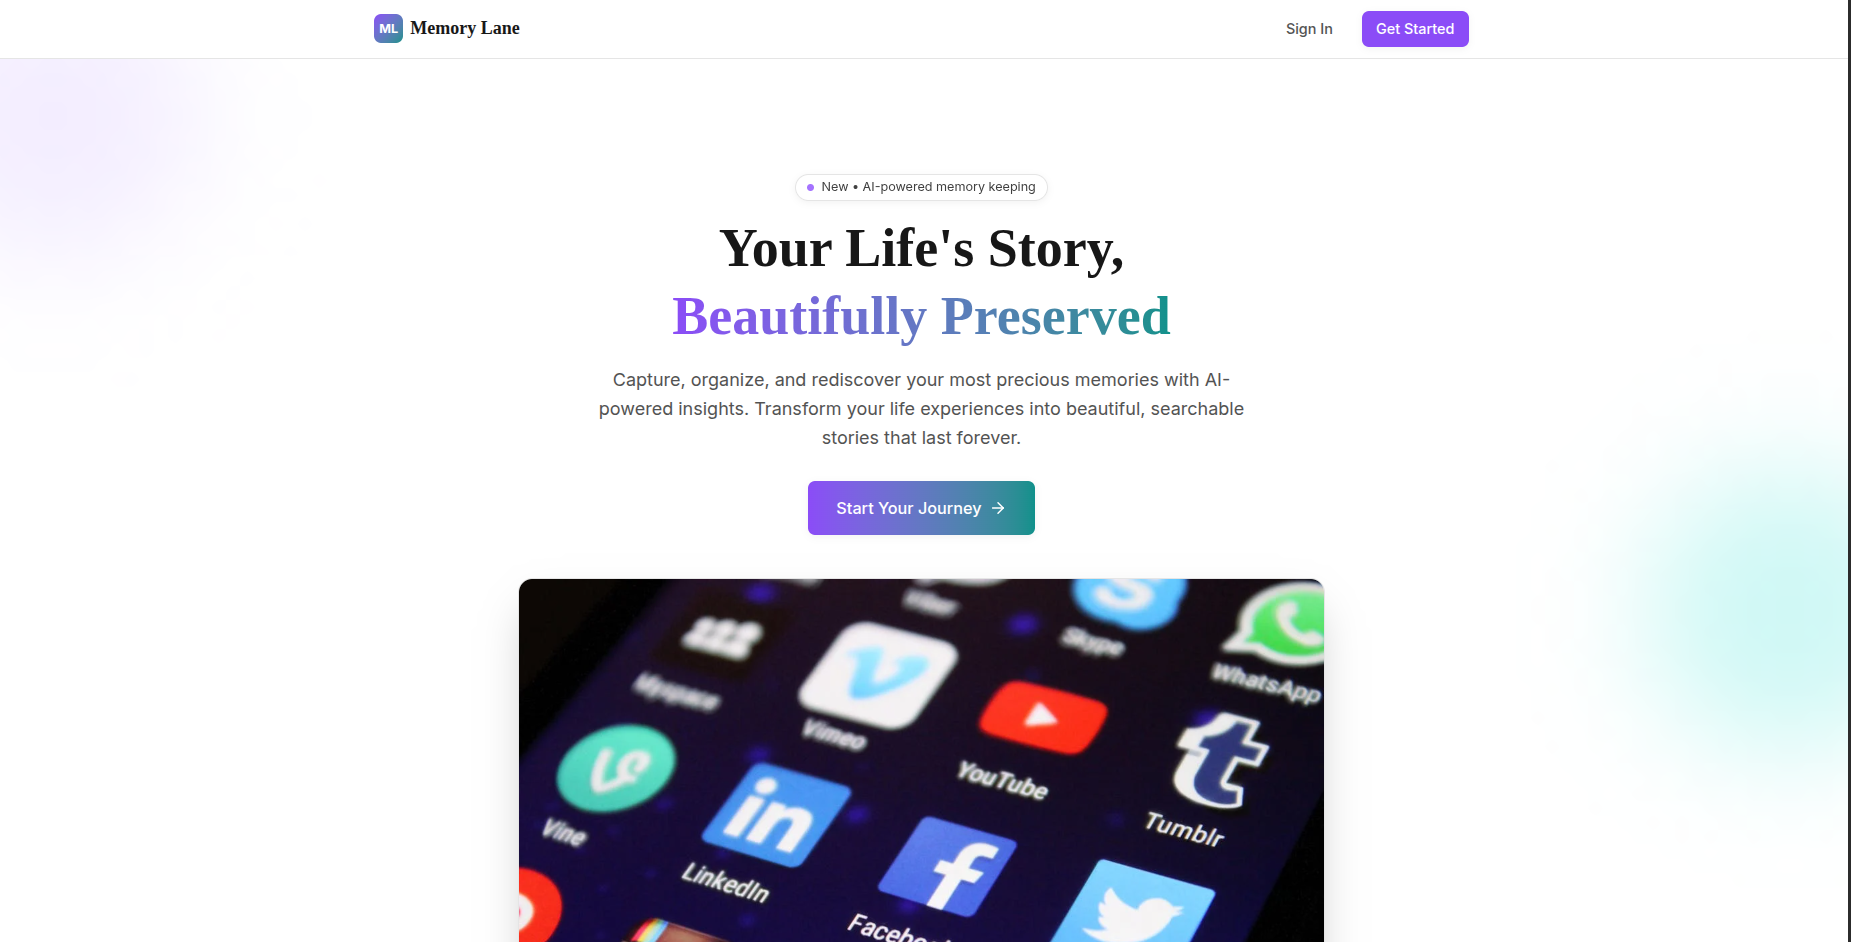 ML Memory Lane
Sign In
Get Started
New • AI-powered memory keeping
Your Life's Story,
Beautifully Preserved
Capture, organize, and rediscover your most precious memories with AI-
powered insights. Transform your life experiences into beautiful, searchable
stories that last forever.
Start Your Journey →
Viber
Skype
WhatsApp
Myspace
Vimeo
YouTube
Tumblr
Vine
in
LinkedIn
f